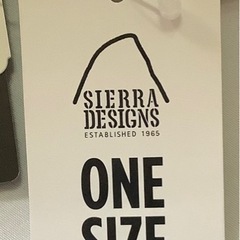 SIERRA
DESIGNS
ESTABLISHED 1965
ONE
SIZE